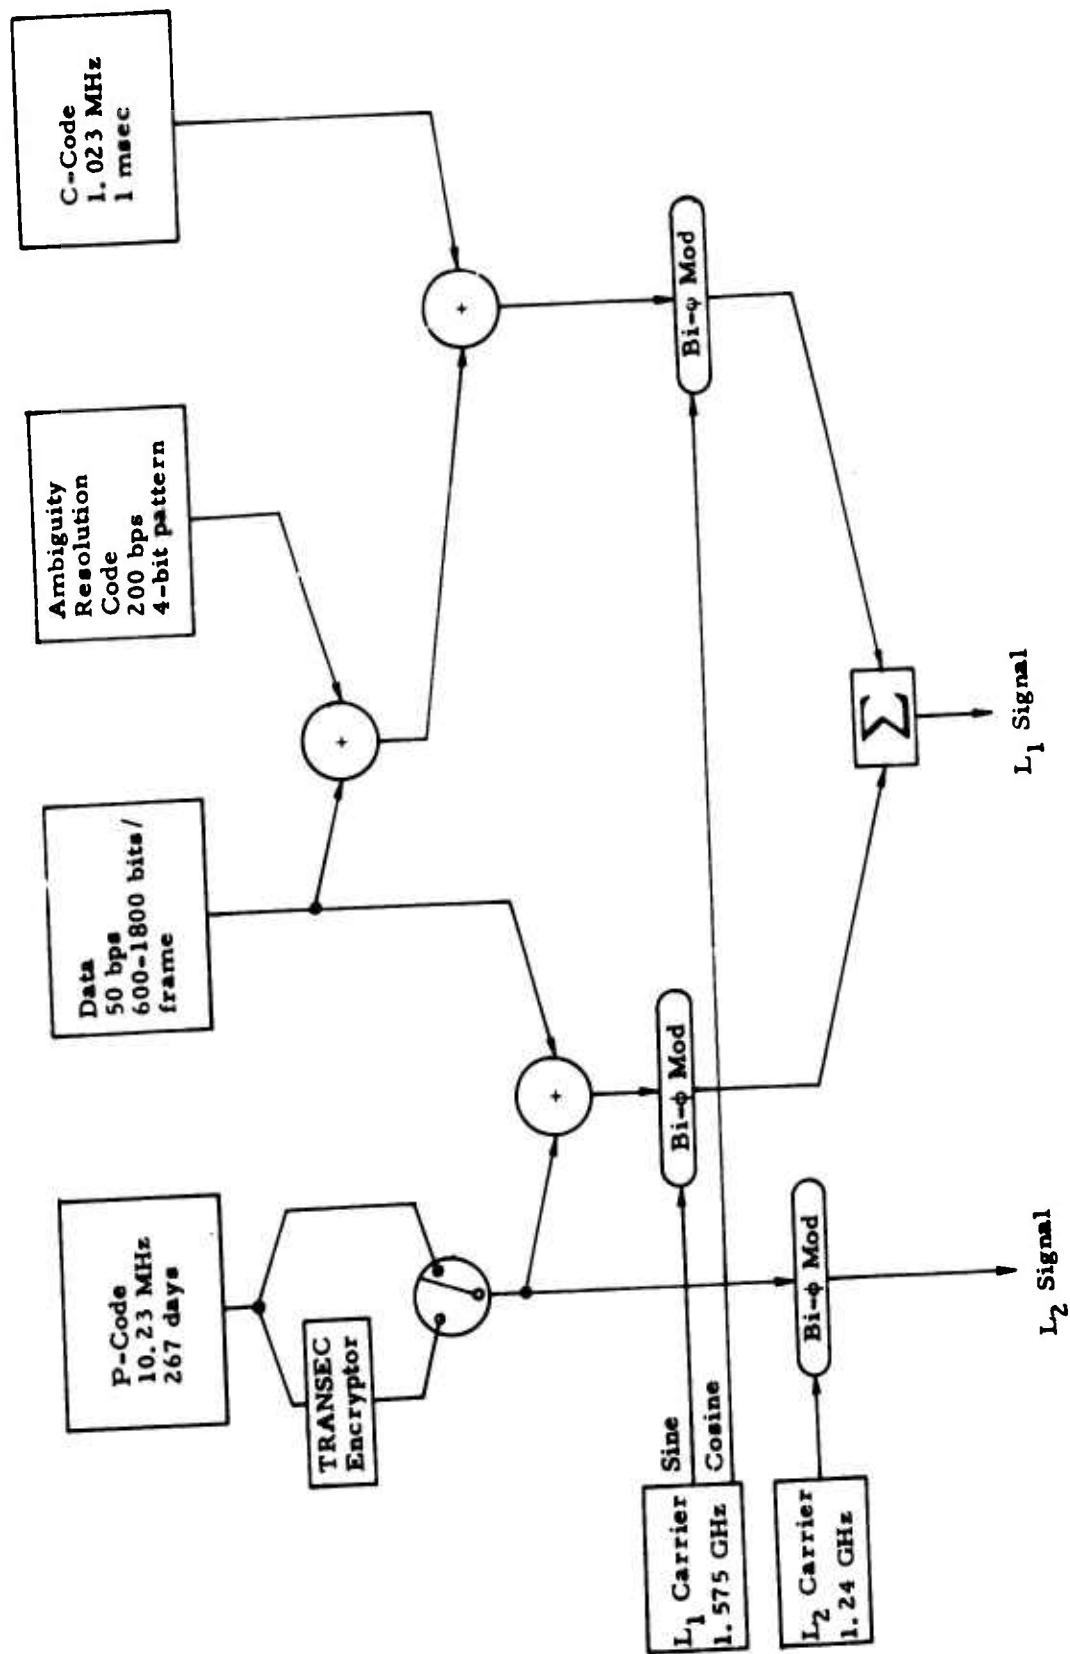 P-Code
10.23 MHz
267 days
Data
50 bps
600-1800 bits/
frame
Ambiguity
Resolution
Code
200 bps
4-bit pattern
C-Code
1.023 MHz
1 msec
TRANSEC
Encryptor
+
+
+
L1 Carrier
1.575 GHz
Sine
Cosine
Bi-ϕ Mod
Bi-φ Mod
L2 Carrier
1.24 GHz
Bi-ϕ Mod
Σ
L2 Signal
L1 Signal